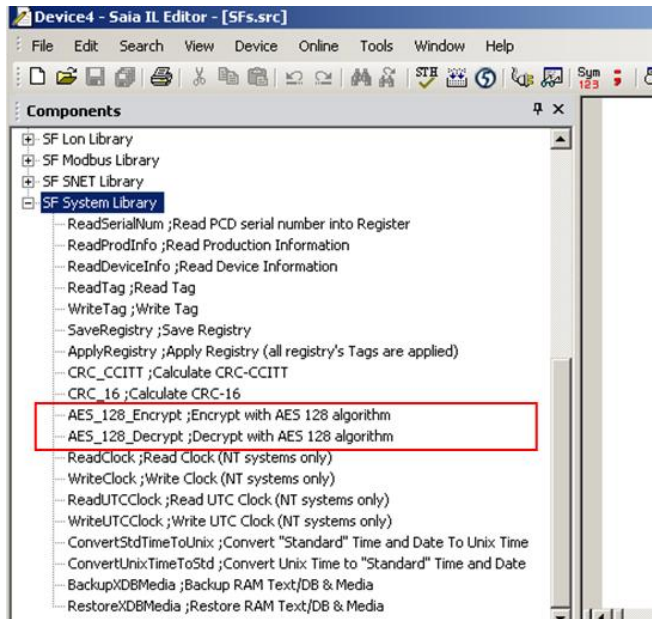 Device4 - Saia IL Editor - [SFs.src]
File Edit Search View Device Online Tools Window Help
STH Sym 123
Components
SF Lon Library
SF Modbus Library
SF SNET Library
SF System Library
ReadSerialNum ;Read PCD serial number into Register
ReadProdInfo ;Read Production Information
ReadDeviceInfo ;Read Device Information
ReadTag ;Read Tag
WriteTag ;Write Tag
SaveRegistry ;Save Registry
ApplyRegistry ;Apply Registry (all registry's Tags are applied)
CRC_CCITT ;Calculate CRC-CCITT
CRC_16 ;Calculate CRC-16
AES_128_Encrypt ;Encrypt with AES 128 algorithm
AES_128_Decrypt ;Decrypt with AES 128 algorithm
ReadClock ;Read Clock (NT systems only)
WriteClock ;Write Clock (NT systems only)
ReadUTCClock ;Read UTC Clock (NT systems only)
WriteUTCClock ;Write UTC Clock (NT systems only)
ConvertStdTimeToUnix ;Convert "Standard" Time and Date To Unix Time
ConvertUnixTimeToStd ;Convert Unix Time to "Standard" Time and Date
BackupXDBMedia ;Backup RAM Text/DB & Media
RestoreXDBMedia ;Restore RAM Text/DB & Media